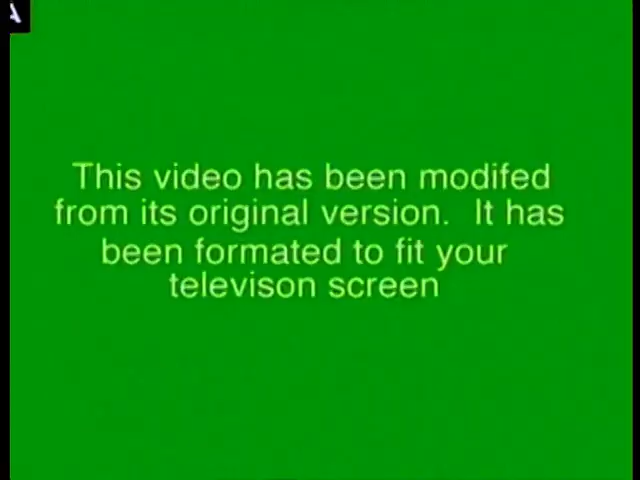 A
This video has been modifed
from its original version.  It has
been formated to fit your
televison screen